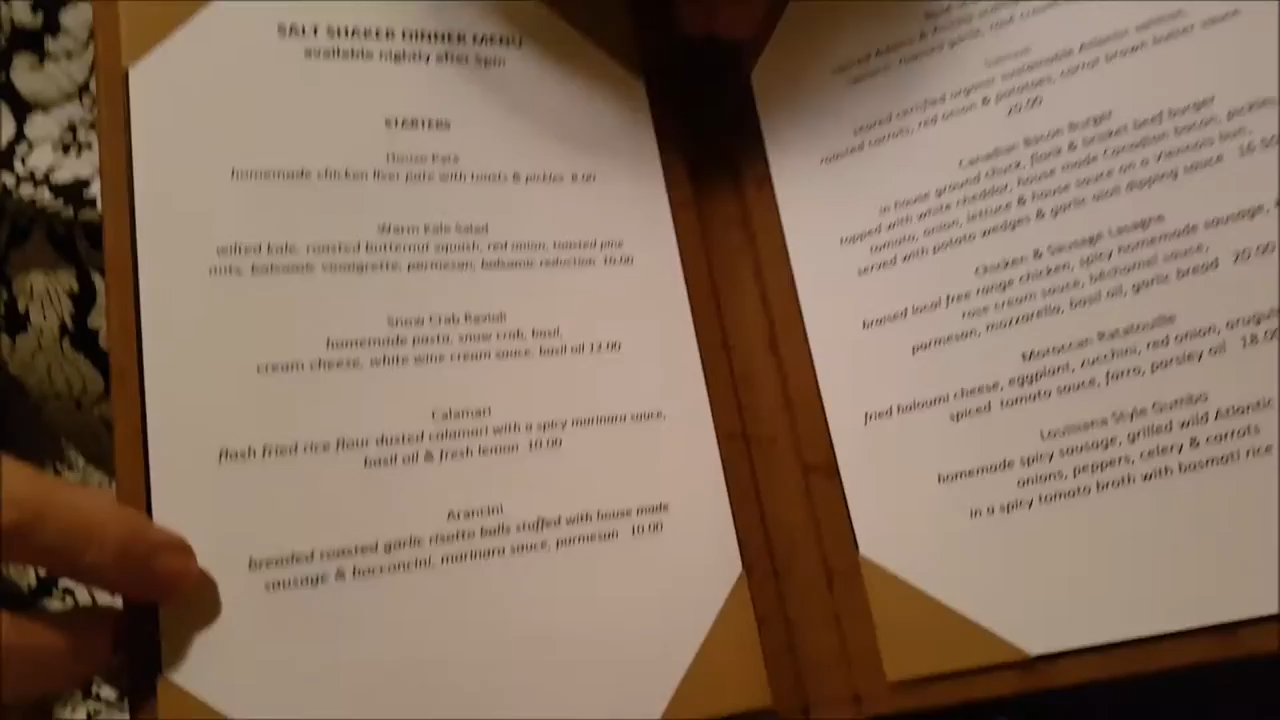 SALT SHAKER DINNER MENU
available nightly after 5pm
STARTERS
House Pate
homemade chicken liver pate with toasts & pickles 8.00
Warm Kale Salad
wilted kale, roasted butternut squash, red onion, toasted pine
nuts, balsamic vinaigrette, parmesan, balsamic reduction 10.00
Snow Crab Ravioli
homemade pasta, snow crab, basil,
cream cheese, white wine cream sauce, basil oil
Calamari
flash fried rice flour dusted calamari with a spicy marinara sauce,
basil oil & fresh lemon 10.00
Arancini
breaded roasted garlic risotto balls stuffed with house made
sausage & bocconcini, marinara sauce, parmesan 10.00
seared certified organic sustainable Atlantic salmon,
roasted carrots, red onion & potatoes, carrot brown butter sauce
20.00
Canadian Bacon Burger
in house ground chuck, flank & brisket beef burger
topped with white cheddar, house made Canadian bacon, pickles,
tomato, onion, lettuce & house sauce on a Viennois bun.
served with potato wedges & garlic aioli dipping sauce
Chicken & Sausage Lasagna
braised local free range chicken, spicy homemade sausage,
rose cream sauce, béchamel sauce,
parmesan, mozzarella, basil oil, garlic bread 20.00
Moroccan Ratatouille
fried haloumi cheese, eggplant, zucchini, red onion,
spiced tomato sauce, farro, parsley oil
Louisiana Style Gumbo
homemade spicy sausage, grilled wild Atlantic
onions, peppers, celery & carrots
in a spicy tomato broth with basmati rice